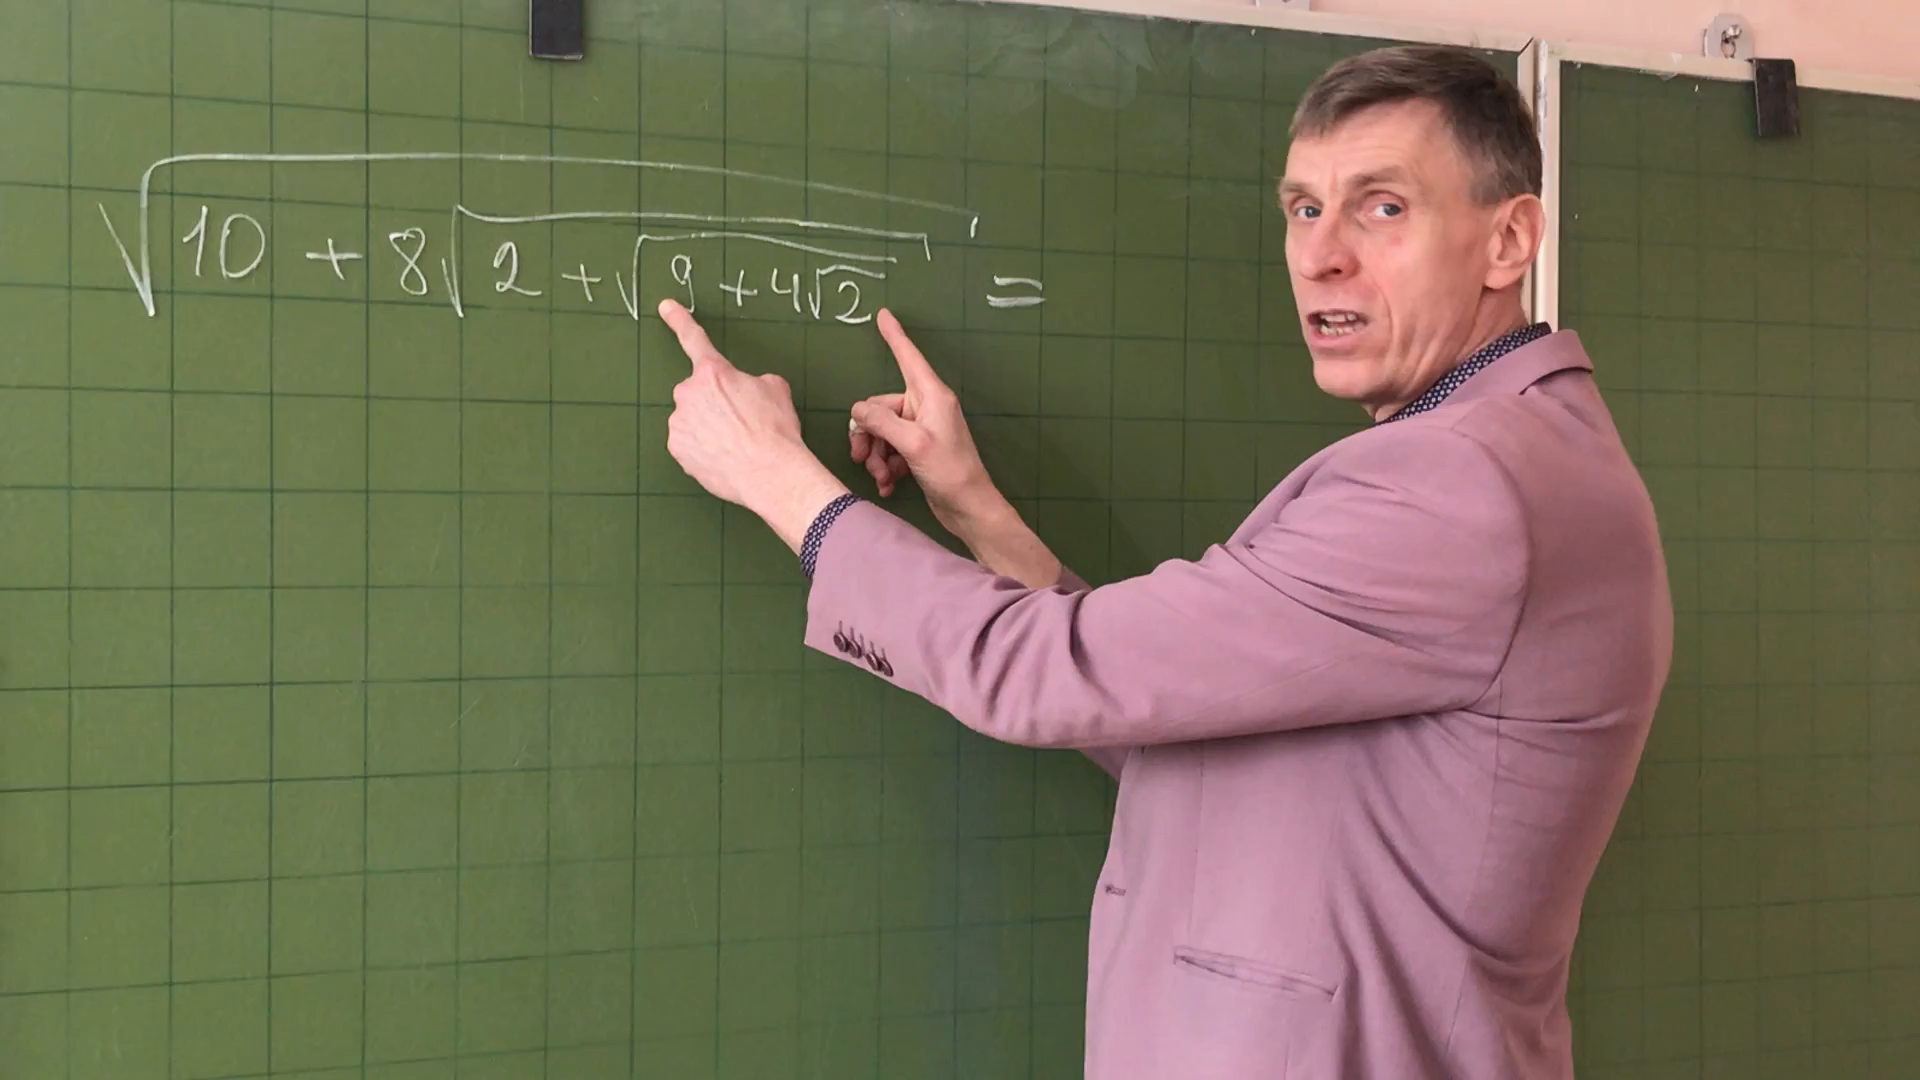 √(10 + 8√(2 + √(9 + 4√2))) =